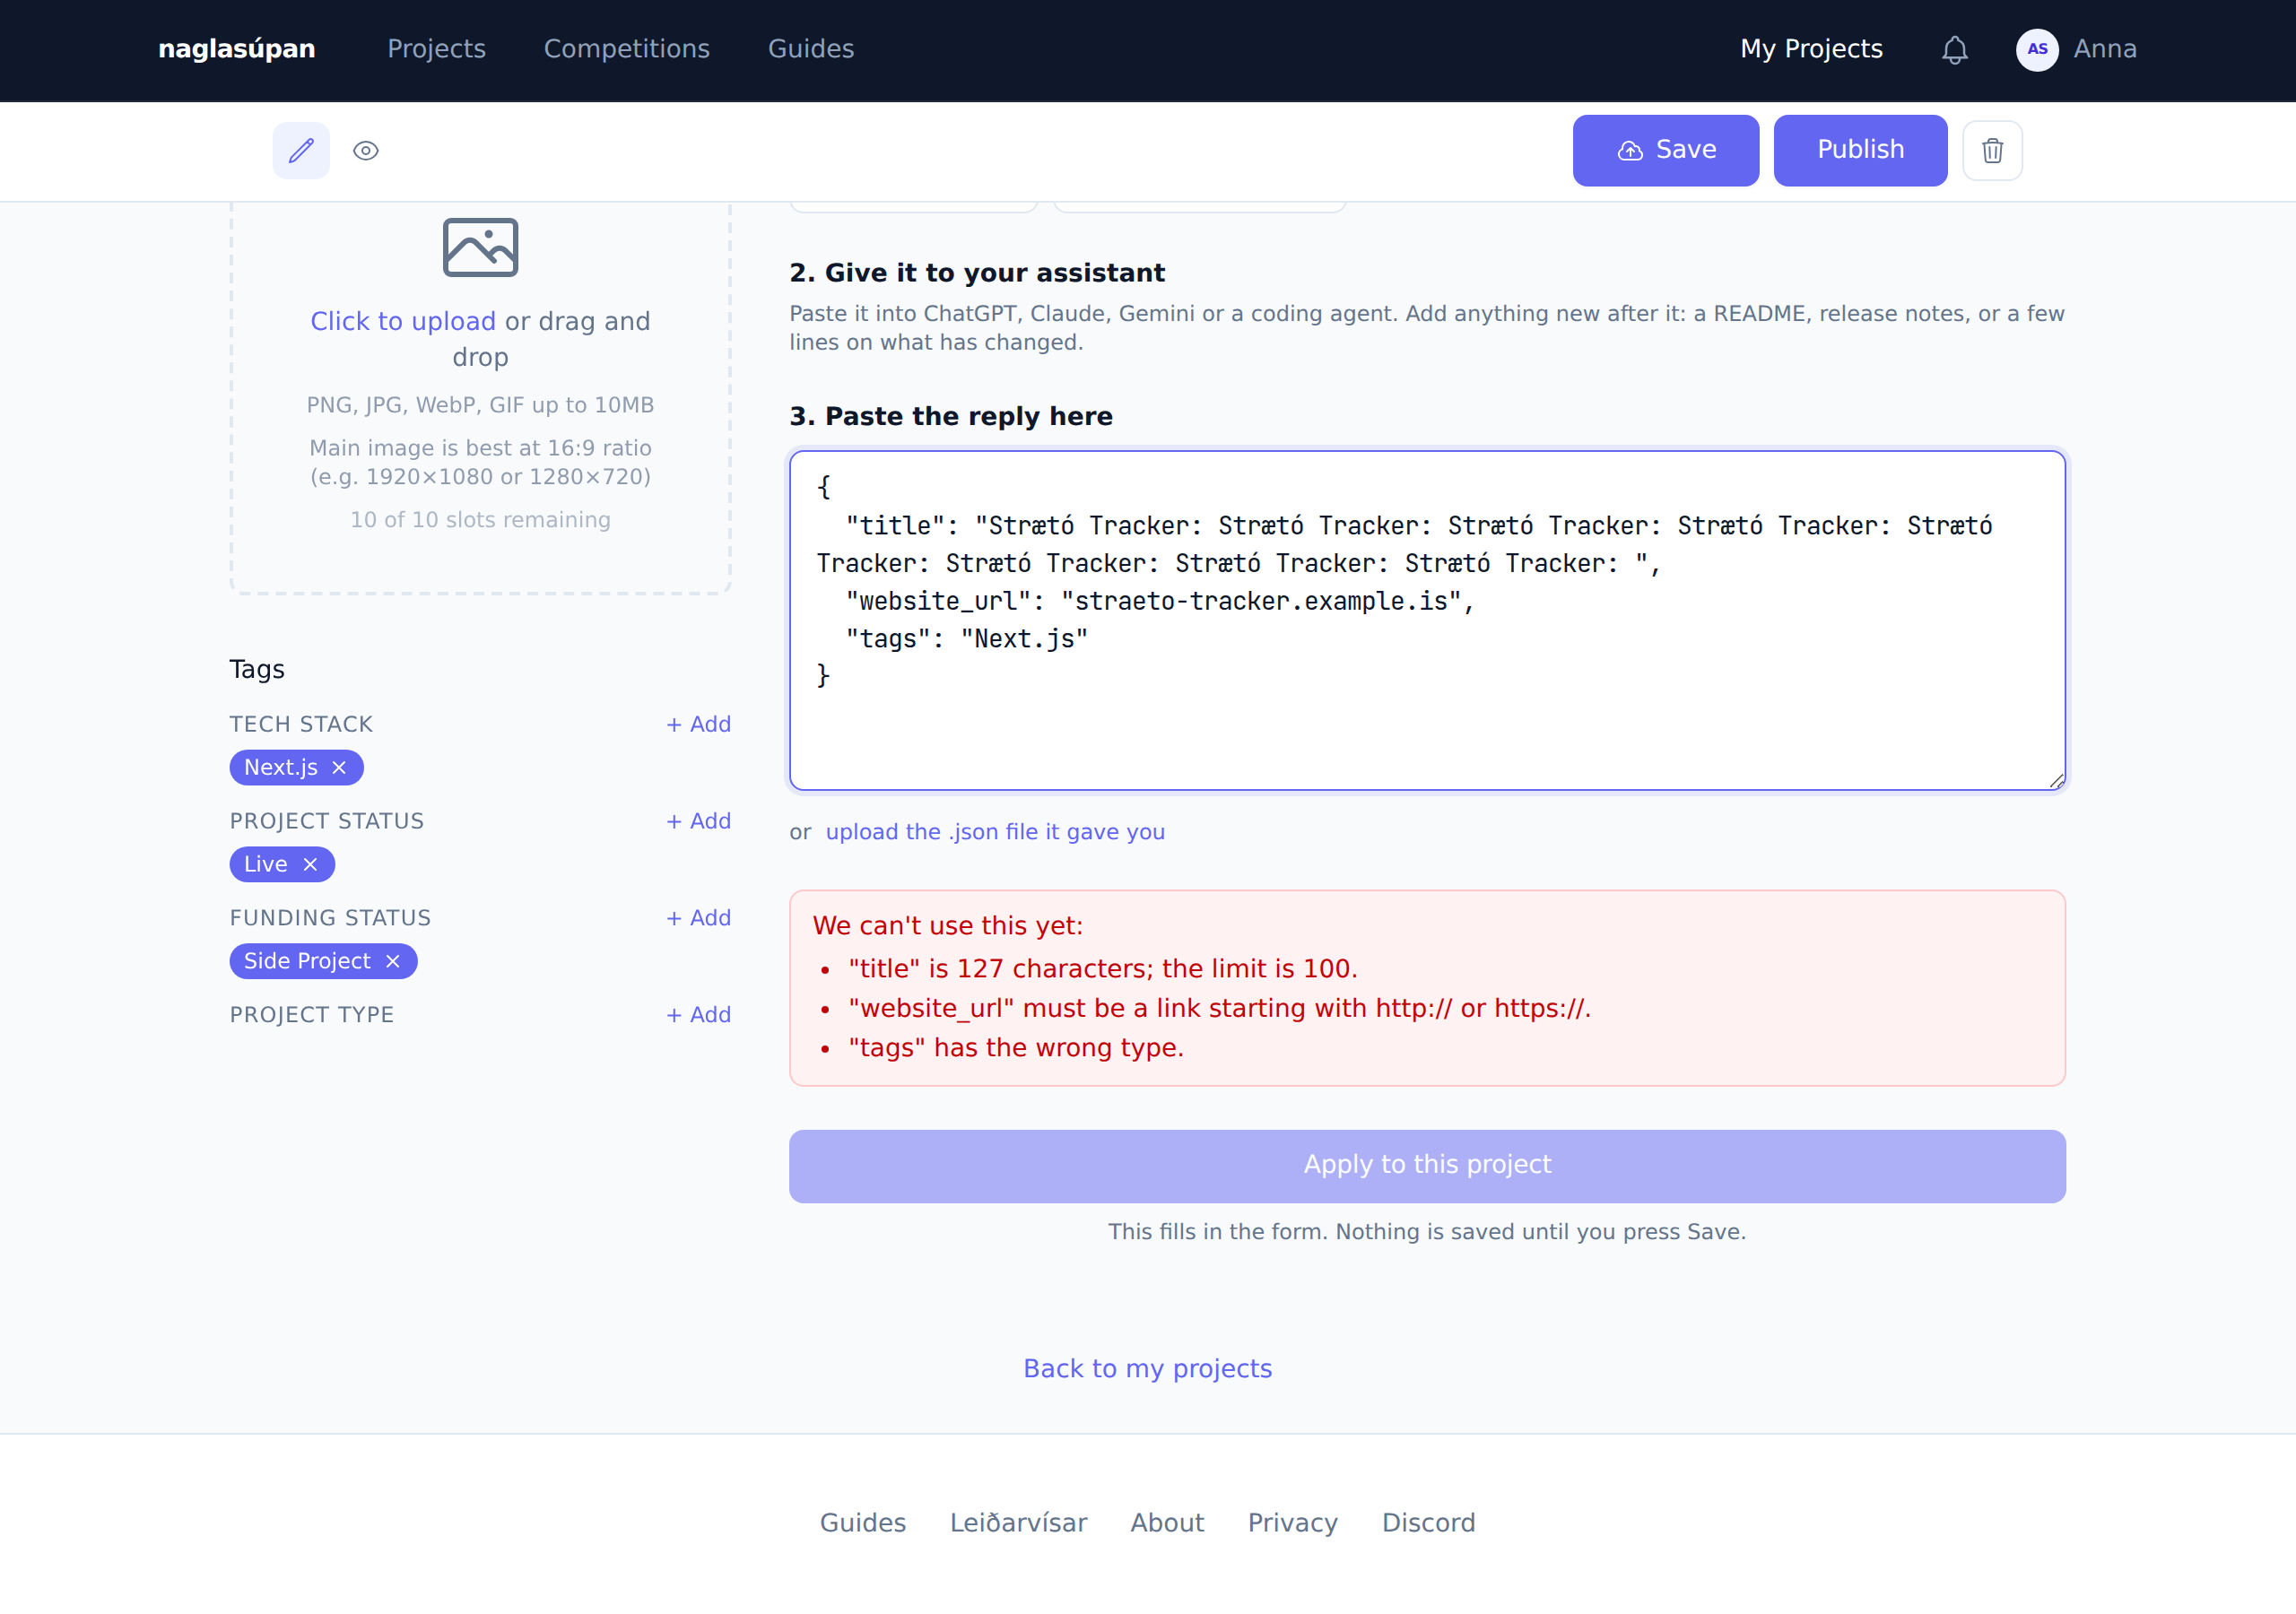 naglasúpan Projects Competitions Guides My Projects AS Anna
Save Publish
Click to upload or drag and
drop
PNG, JPG, WebP, GIF up to 10MB
Main image is best at 16:9 ratio
(e.g. 1920×1080 or 1280×720)
10 of 10 slots remaining
Tags
TECH STACK + Add
Next.js ×
PROJECT STATUS + Add
Live ×
FUNDING STATUS + Add
Side Project ×
PROJECT TYPE + Add
2. Give it to your assistant
Paste it into ChatGPT, Claude, Gemini or a coding agent. Add anything new after it: a README, release notes, or a few
lines on what has changed.
3. Paste the reply here
{
"title": "Strætó Tracker: Strætó Tracker: Strætó Tracker: Strætó Tracker: Strætó
Tracker: Strætó Tracker: Strætó Tracker: Strætó Tracker: ",
"website_url": "straeto-tracker.example.is",
"tags": "Next.js"
}
or upload the .json file it gave you
We can't use this yet:
• "title" is 127 characters; the limit is 100.
• "website_url" must be a link starting with http:// or https://.
• "tags" has the wrong type.
Apply to this project
This fills in the form. Nothing is saved until you press Save.
Back to my projects
Guides Leiðarvísar About Privacy Discord